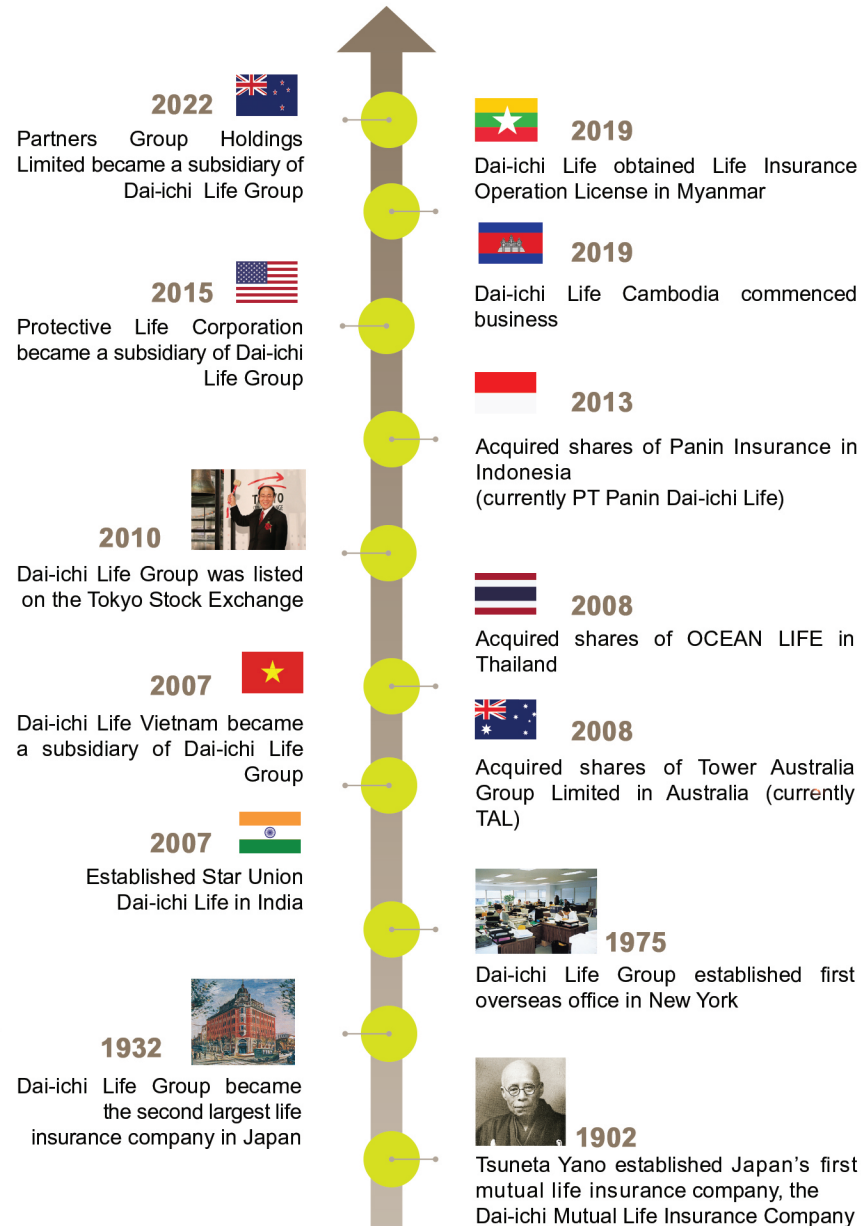 2022
Partners Group Holdings
Limited became a subsidiary of
Dai-ichi Life Group
2019
Dai-ichi Life obtained Life Insurance
Operation License in Myanmar
2019
Dai-ichi Life Cambodia commenced
business
2015
Protective Life Corporation
became a subsidiary of Dai-ichi
Life Group
2013
Acquired shares of Panin Insurance in
Indonesia
(currently PT Panin Dai-ichi Life)
2010
Dai-ichi Life Group was listed
on the Tokyo Stock Exchange
2008
Acquired shares of OCEAN LIFE in
Thailand
2007
Dai-ichi Life Vietnam became
a subsidiary of Dai-ichi Life
Group
2008
Acquired shares of Tower Australia
Group Limited in Australia (currently
TAL)
2007
Established Star Union
Dai-ichi Life in India
1975
Dai-ichi Life Group established first
overseas office in New York
1932
Dai-ichi Life Group became
the second largest life
insurance company in Japan
1902
Tsuneta Yano established Japan's first
mutual life insurance company, the
Dai-ichi Mutual Life Insurance Company